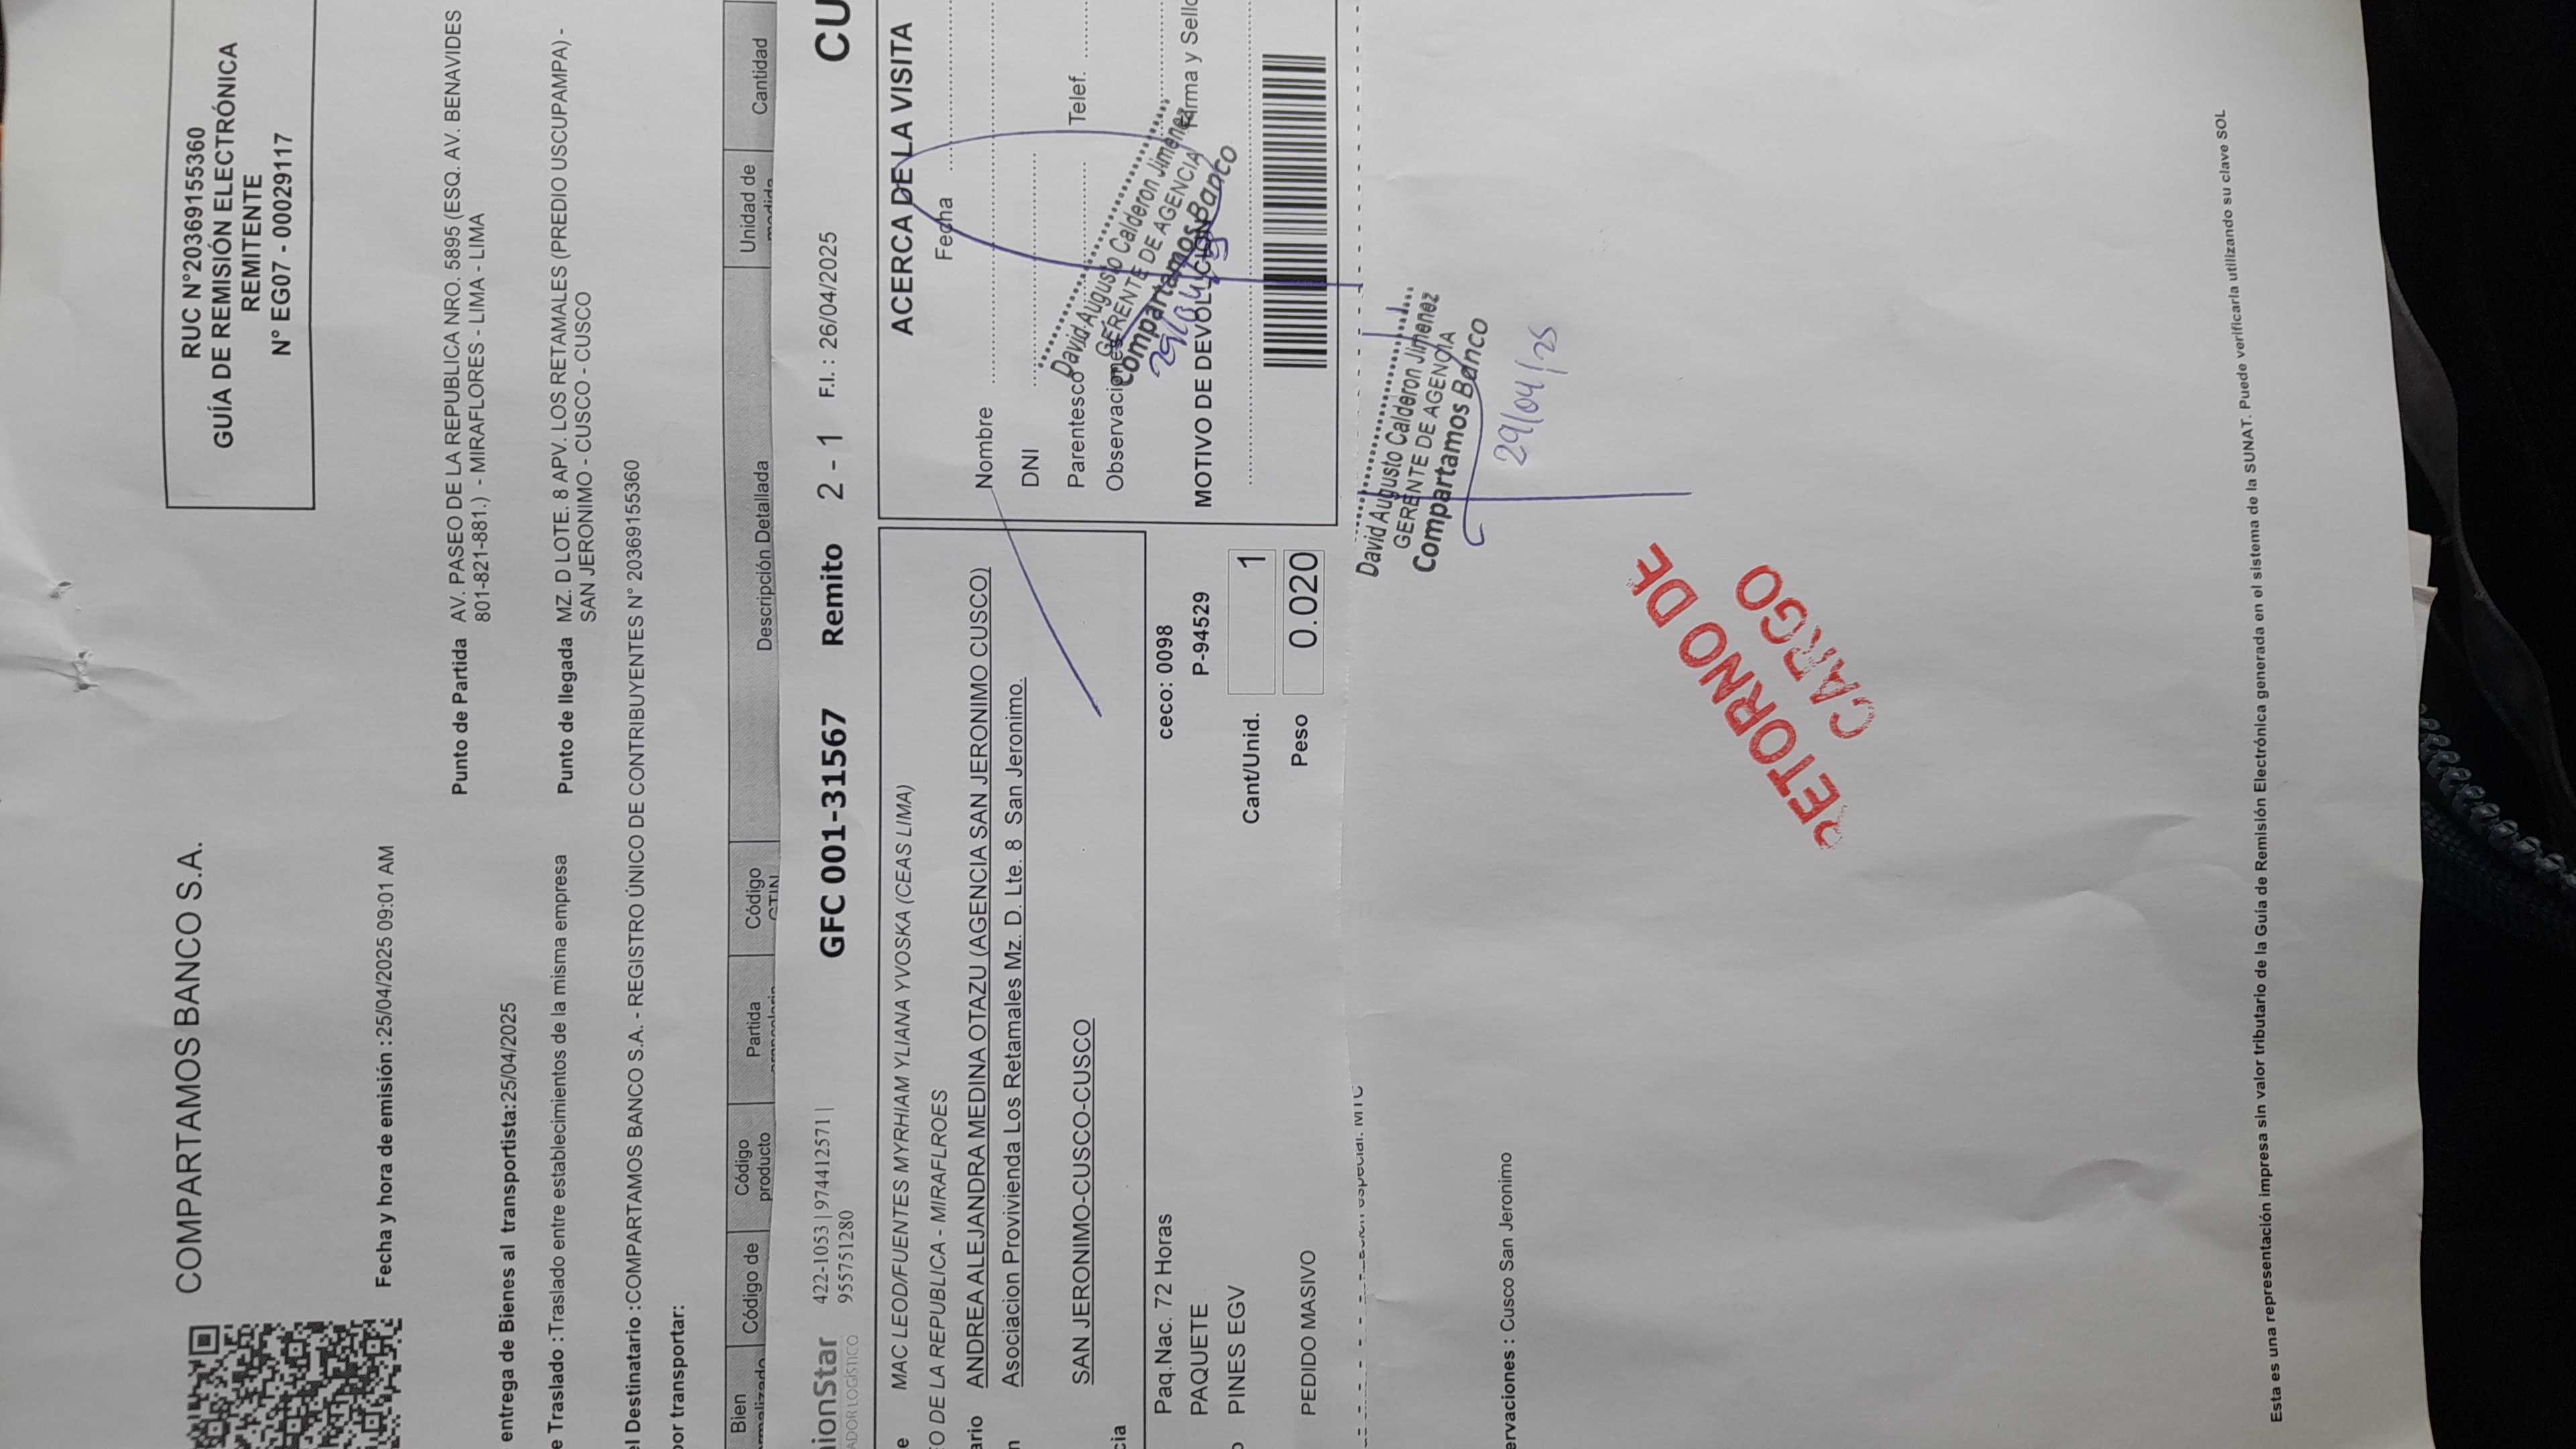 COMPARTAMOS BANCO S.A.
RUC N°20369155360
GUÍA DE REMISIÓN ELECTRÓNICA
REMITENTE
N° EG07 - 00029117
Fecha y hora de emisión :25/04/2025 09:01 AM
Punto de Partida AV. PASEO DE LA REPUBLICA NRO. 5895 (ESQ. AV. BENAVIDES
801-821-881.) - MIRAFLORES - LIMA - LIMA
entrega de Bienes al transportista:25/04/2025
e Traslado :Traslado entre establecimientos de la misma empresa
Punto de llegada MZ. D LOTE. 8 APV. LOS RETAMALES (PREDIO USCUPAMPA) -
SAN JERONIMO - CUSCO - CUSCO
el Destinatario :COMPARTAMOS BANCO S.A. - REGISTRO ÚNICO DE CONTRIBUYENTES N° 20369155360
por transportar:
Bien Código de Código producto Partida Código Descripción Detallada Unidad de Cantidad
ionStar 422-1053 | 974412571 | GFC 001-31567 Remito 2 - 1 F.I. : 26/04/2025 CU
955751280
e MAC LEOD/FUENTES MYRHIAM YLIANA YVOSKA (CEAS LIMA)
O DE LA REPUBLICA - MIRAFLROES
ario ANDREA ALEJANDRA MEDINA OTAZU (AGENCIA SAN JERONIMO CUSCO)
n Asociacion Provivienda Los Retamales Mz. D. Lte. 8 San Jeronimo.
SAN JERONIMO-CUSCO-CUSCO
cia
ACERCA DE LA VISITA
Fecha
Nombre
DNI
Parentesco Telef.
Observaciones
MOTIVO DE DEVOLUCION Firma y Sello
David Augusto Calderon Jimenez
GERENTE DE AGENCIA
Compartamos Banco
29/04/25
Paq.Nac. 72 Horas ceco: 0098
PAQUETE P-94529
PINES EGV Cant/Unid. 1
PEDIDO MASIVO Peso 0.020
David Augusto Calderon Jimenez
GERENTE DE AGENCIA
Compartamos Banco
29/04/25
ervaciones : Cusco San Jeronimo
RETORNO DE
CARGO
Esta es una representación impresa sin valor tributario de la Guía de Remisión Electrónica generada en el sistema de la SUNAT. Puede verificarla utilizando su clave SOL